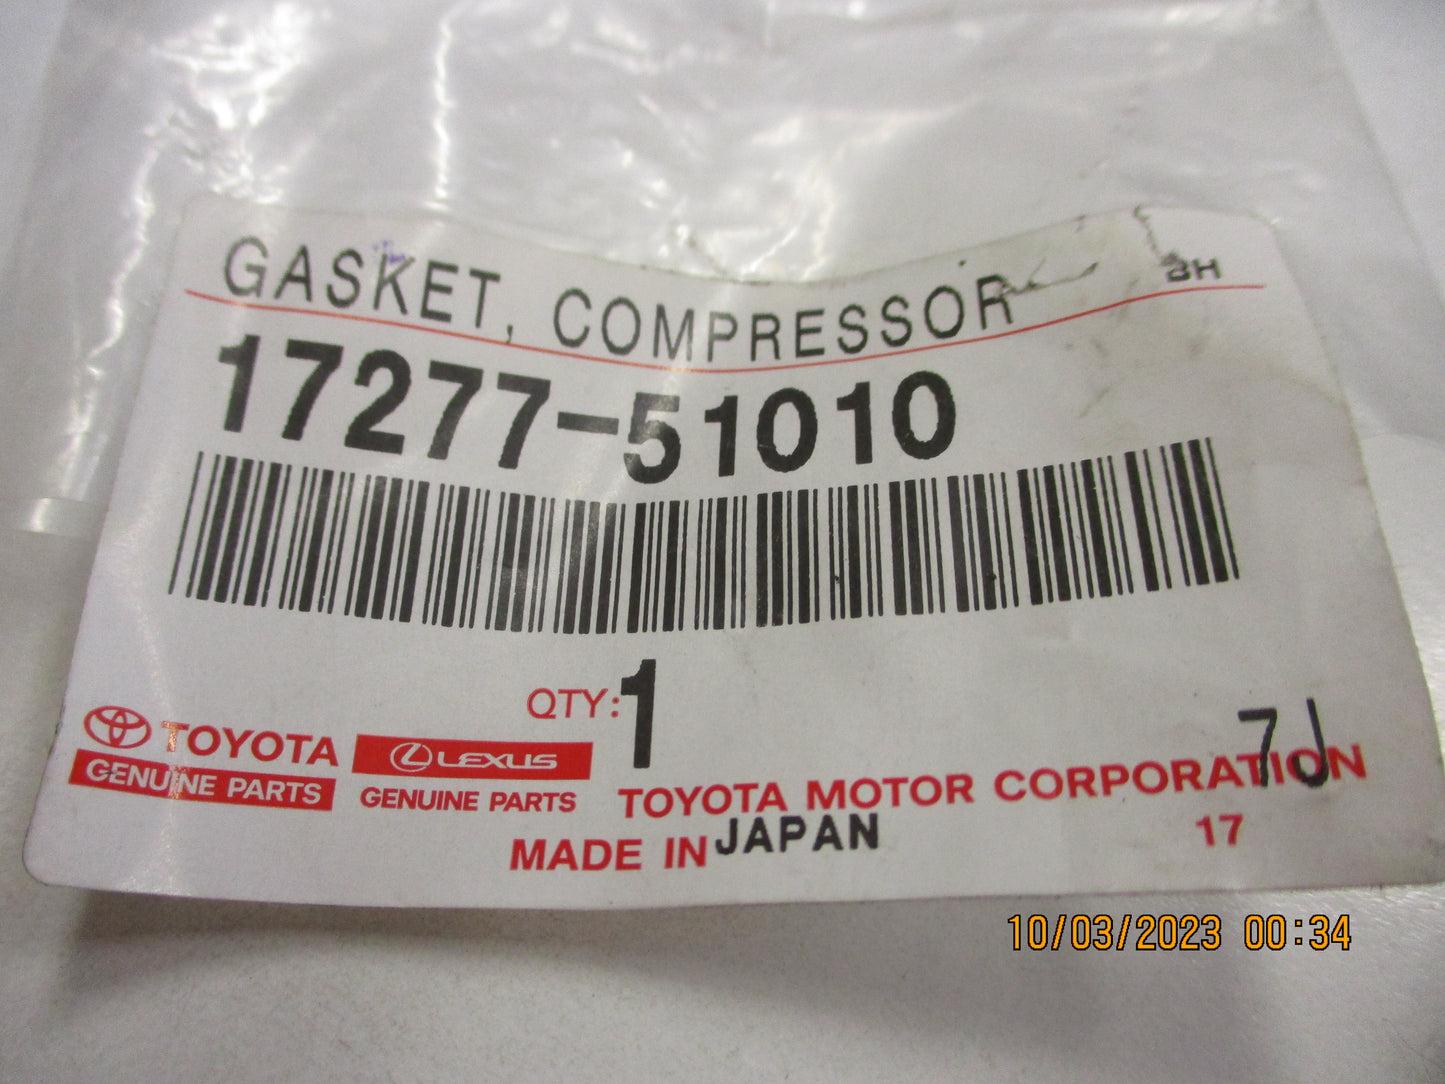 GASKET, COMPRESSOR
17277-51010
QTY: 1
TOYOTA
GENUINE PARTS
LEXUS
GENUINE PARTS
7J
TOYOTA MOTOR CORPORATION
MADE IN JAPAN
17
10/03/2023 00:34